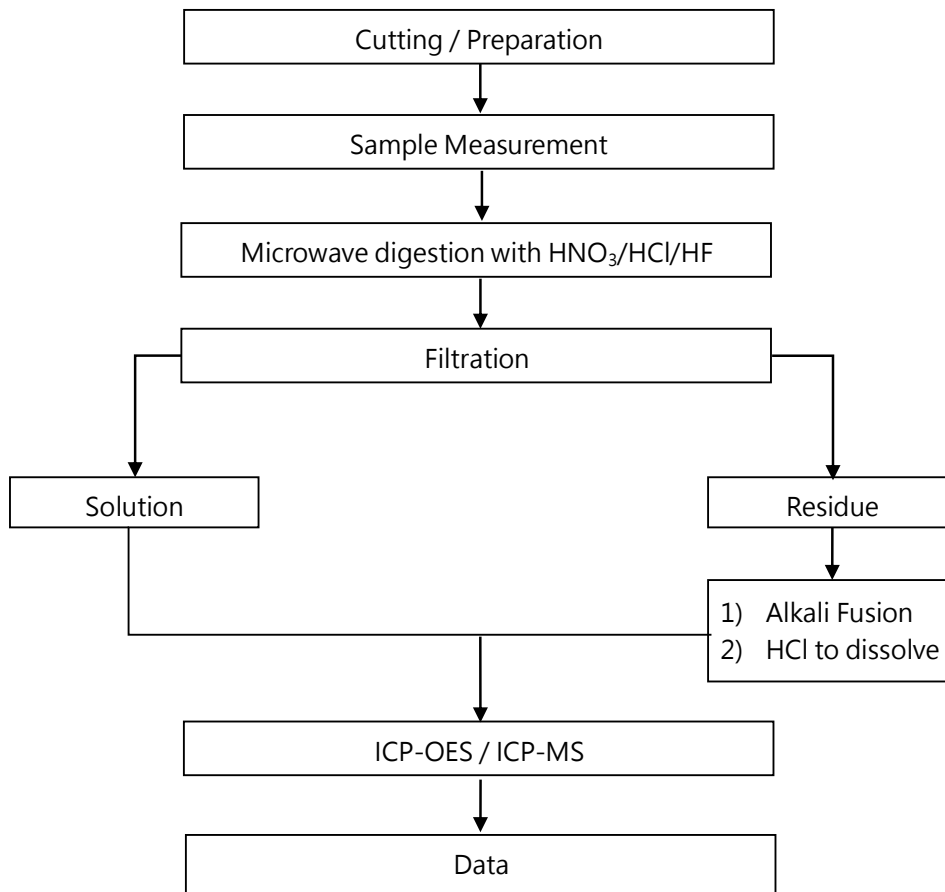 Cutting / Preparation
Sample Measurement
Microwave digestion with HNO₃/HCl/HF
Filtration
Solution
Residue
1) Alkali Fusion
2) HCl to dissolve
ICP-OES / ICP-MS
Data